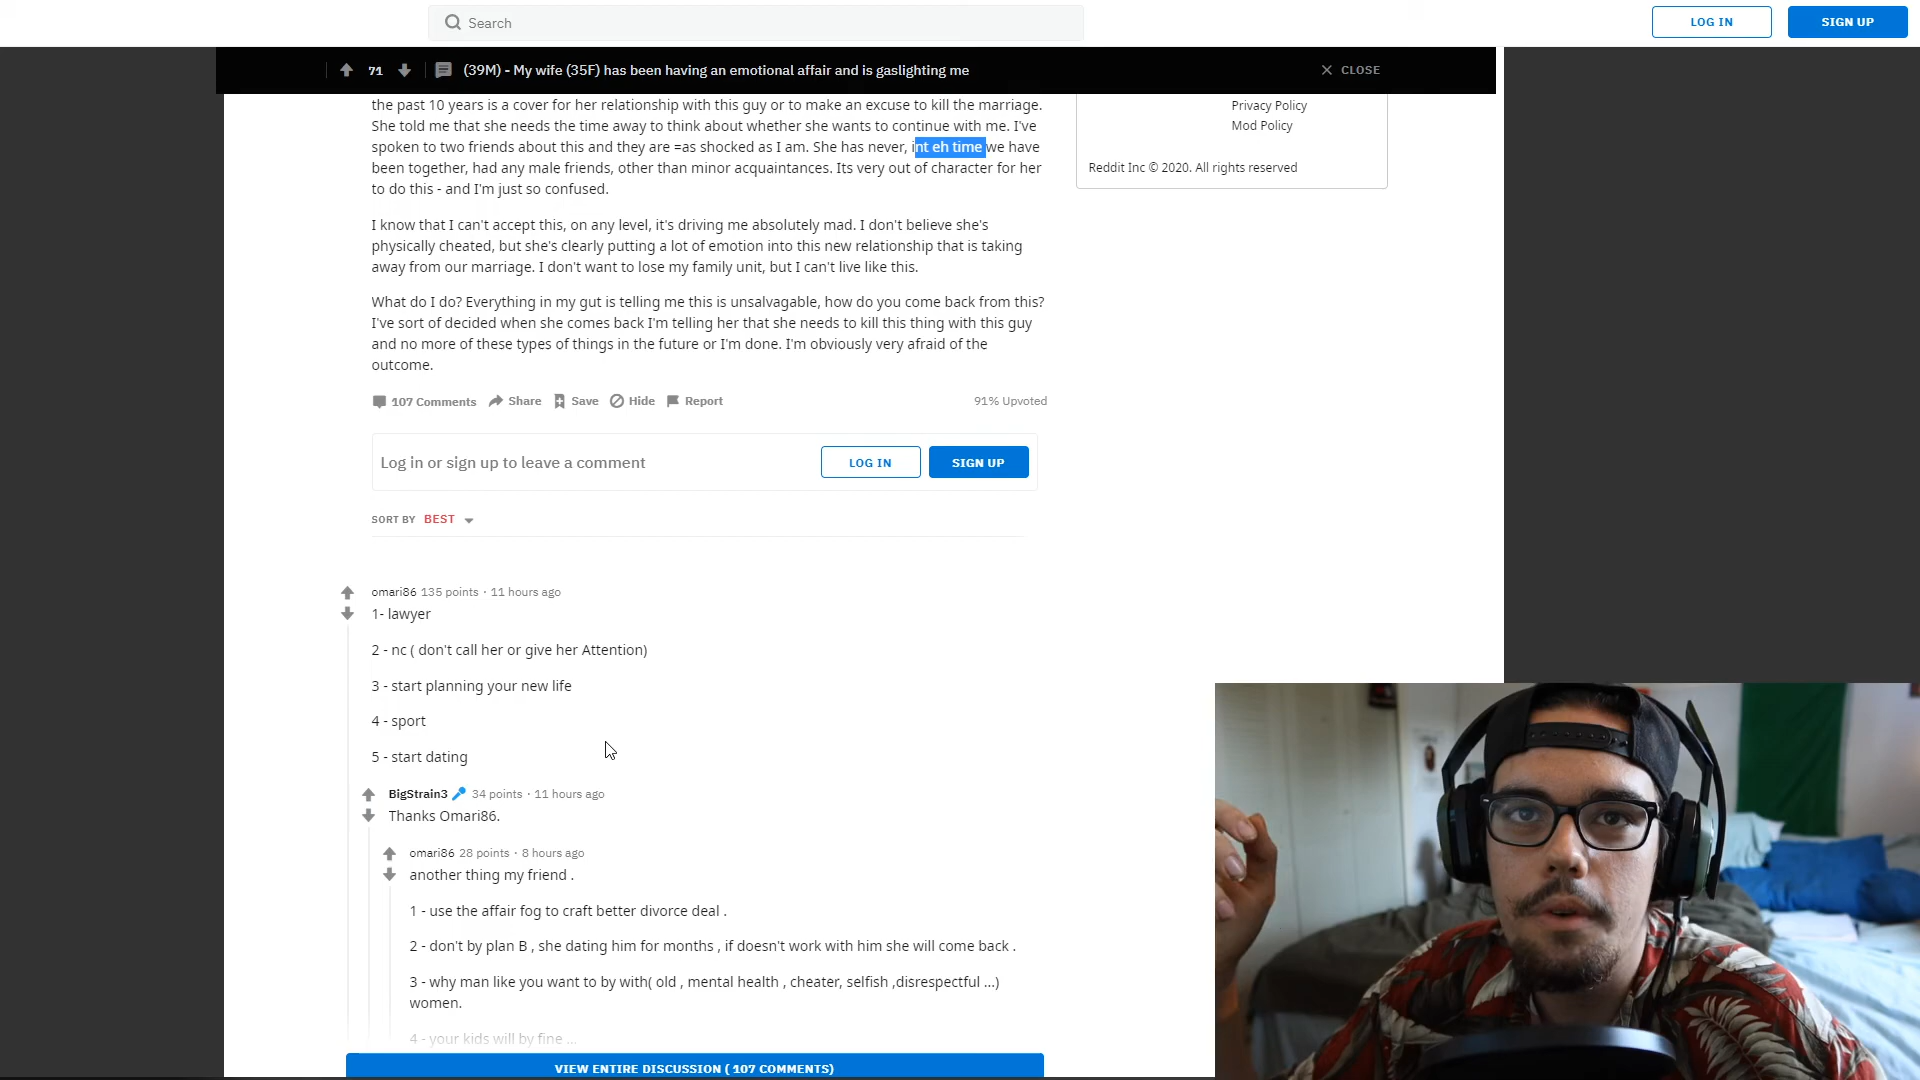 Search
LOG IN
SIGN UP
71
(39M) - My wife (35F) has been having an emotional affair and is gaslighting me
CLOSE
the past 10 years is a cover for her relationship with this guy or to make an excuse to kill the marriage.
She told me that she needs the time away to think about whether she wants to continue with me. I've
spoken to two friends about this and they are =as shocked as I am. She has never, int eh time we have
been together, had any male friends, other than minor acquaintances. Its very out of character for her
to do this - and I'm just so confused.
I know that I can't accept this, on any level, it's driving me absolutely mad. I don't believe she's
physically cheated, but she's clearly putting a lot of emotion into this new relationship that is taking
away from our marriage. I don't want to lose my family unit, but I can't live like this.
What do I do? Everything in my gut is telling me this is unsalvagable, how do you come back from this?
I've sort of decided when she comes back I'm telling her that she needs to kill this thing with this guy
and no more of these types of things in the future or I'm done. I'm obviously very afraid of the
outcome.
107 Comments Share Save Hide Report 91% Upvoted
Log in or sign up to leave a comment LOG IN SIGN UP
SORT BY BEST
omari86 135 points · 11 hours ago
1- lawyer
2 - nc ( don't call her or give her Attention)
3 - start planning your new life
4 - sport
5 - start dating
BigStrain3 34 points · 11 hours ago
Thanks Omari86.
omari86 28 points · 8 hours ago
another thing my friend .
1 - use the affair fog to craft better divorce deal .
2 - don't by plan B , she dating him for months , if doesn't work with him she will come back .
3 - why man like you want to by with( old , mental health , cheater, selfish ,disrespectful ...)
women.
4 - your kids will by fine ...
VIEW ENTIRE DISCUSSION ( 107 COMMENTS)
Privacy Policy
Mod Policy
Reddit Inc © 2020. All rights reserved